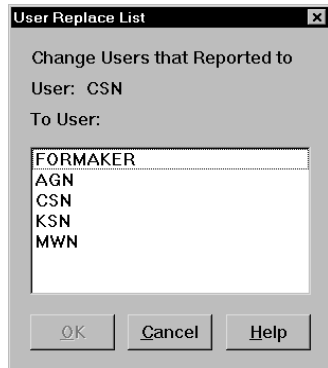 User Replace List
Change Users that Reported to
User: CSN
To User:
FORMAKER
AGN
CSN
KSN
MWN
OK Cancel Help